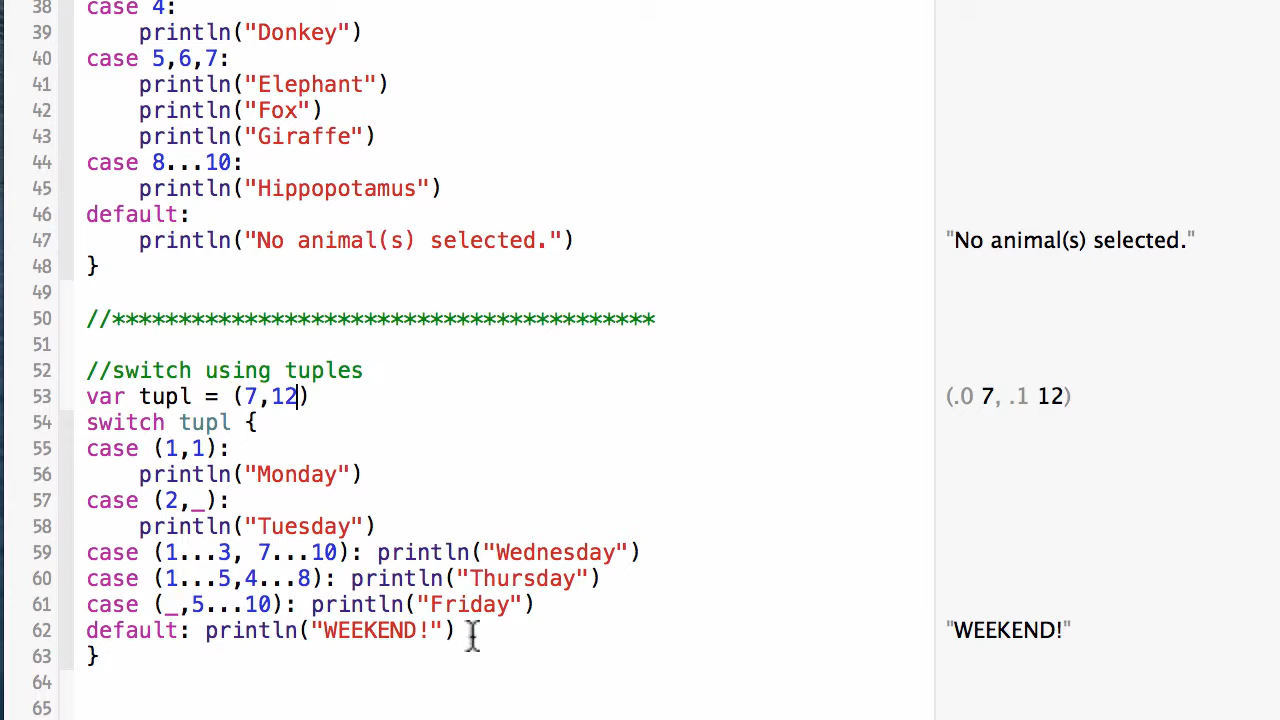 38 case 4:
39     println("Donkey")
40 case 5,6,7:
41     println("Elephant")
42     println("Fox")
43     println("Giraffe")
44 case 8...10:
45     println("Hippopotamus")
46 default:
47     println("No animal(s) selected.") "No animal(s) selected."
48 }
49
50 //*****************************************
51
52 //switch using tuples
53 var tupl = (7,12) (.0 7, .1 12)
54 switch tupl {
55 case (1,1):
56     println("Monday")
57 case (2,_):
58     println("Tuesday")
59 case (1...3, 7...10): println("Wednesday")
60 case (1...5,4...8): println("Thursday")
61 case (_,5...10): println("Friday")
62 default: println("WEEKEND!") "WEEKEND!"
63 }
64
65